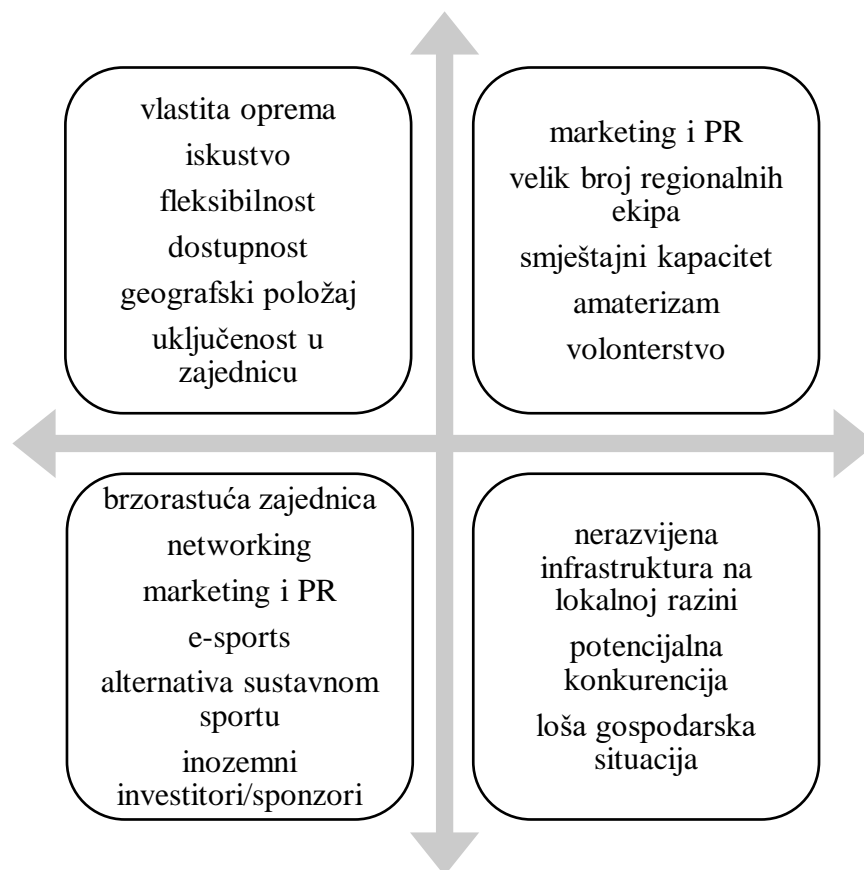 vlastita oprema
iskustvo
fleksibilnost
dostupnost
geografski položaj
uključenost u
zajednicu
marketing i PR
velik broj regionalnih
ekipa
smještajni kapacitet
amaterizam
volonterstvo
brzorastuća zajednica
networking
marketing i PR
e-sports
alternativa sustavnom
sportu
inozemni
investitori/sponzori
nerazvijena
infrastruktura na
lokalnoj razini
potencijalna
konkurencija
loša gospodarska
situacija